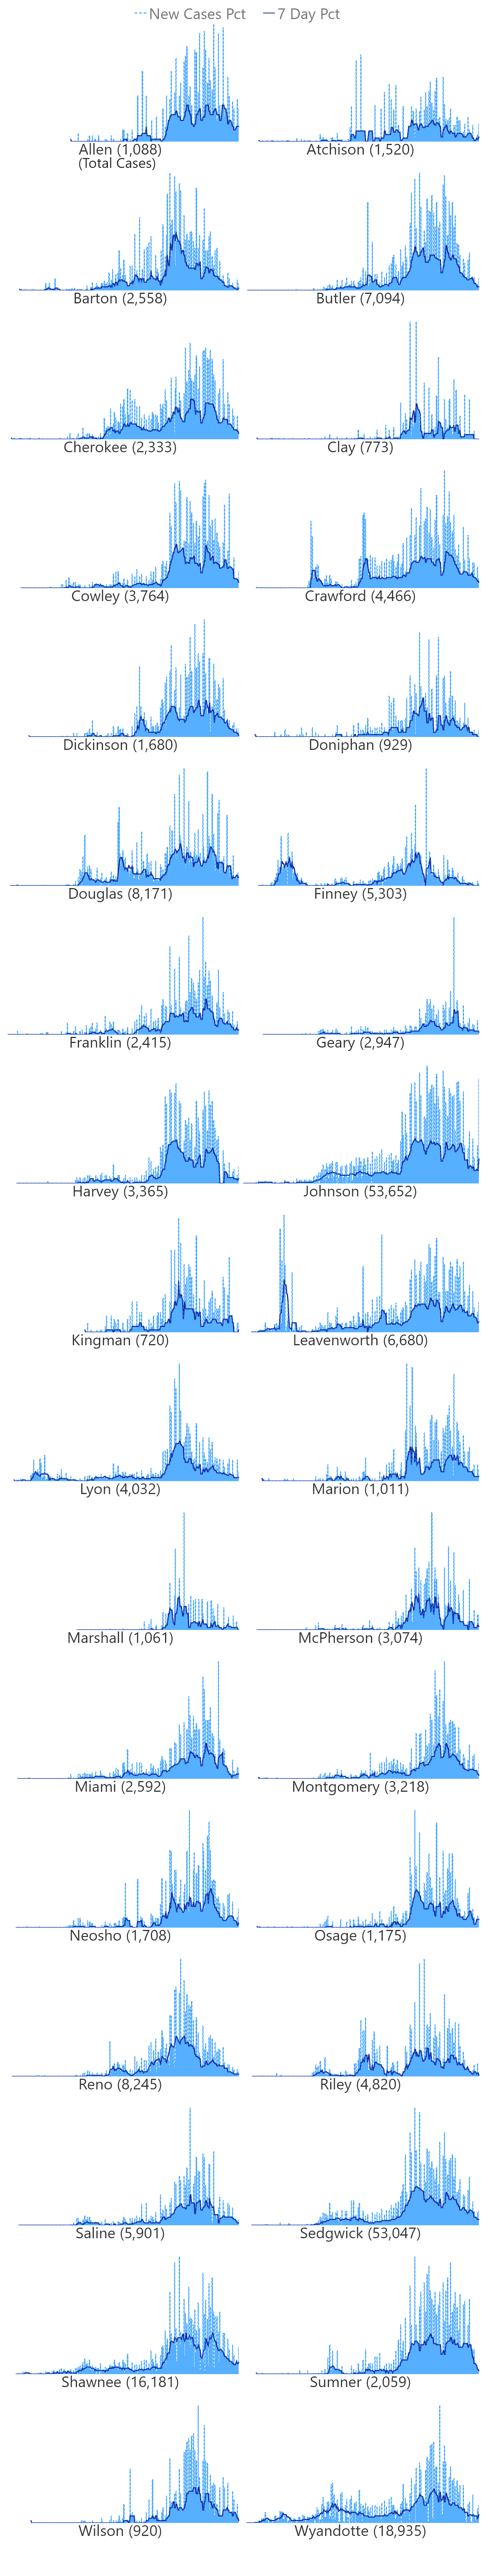 New Cases Pct 7 Day Pct
Allen (1,088) Atchison (1,520)
(Total Cases)
Barton (2,558) Butler (7,094)
Cherokee (2,333) Clay (773)
Cowley (3,764) Crawford (4,466)
Dickinson (1,680) Doniphan (929)
Douglas (8,171) Finney (5,303)
Franklin (2,415) Geary (2,947)
Harvey (3,365) Johnson (53,652)
Kingman (720) Leavenworth (6,680)
Lyon (4,032) Marion (1,011)
Marshall (1,061) McPherson (3,074)
Miami (2,592) Montgomery (3,218)
Neosho (1,708) Osage (1,175)
Reno (8,245) Riley (4,820)
Saline (5,901) Sedgwick (53,047)
Shawnee (16,181) Sumner (2,059)
Wilson (920) Wyandotte (18,935)